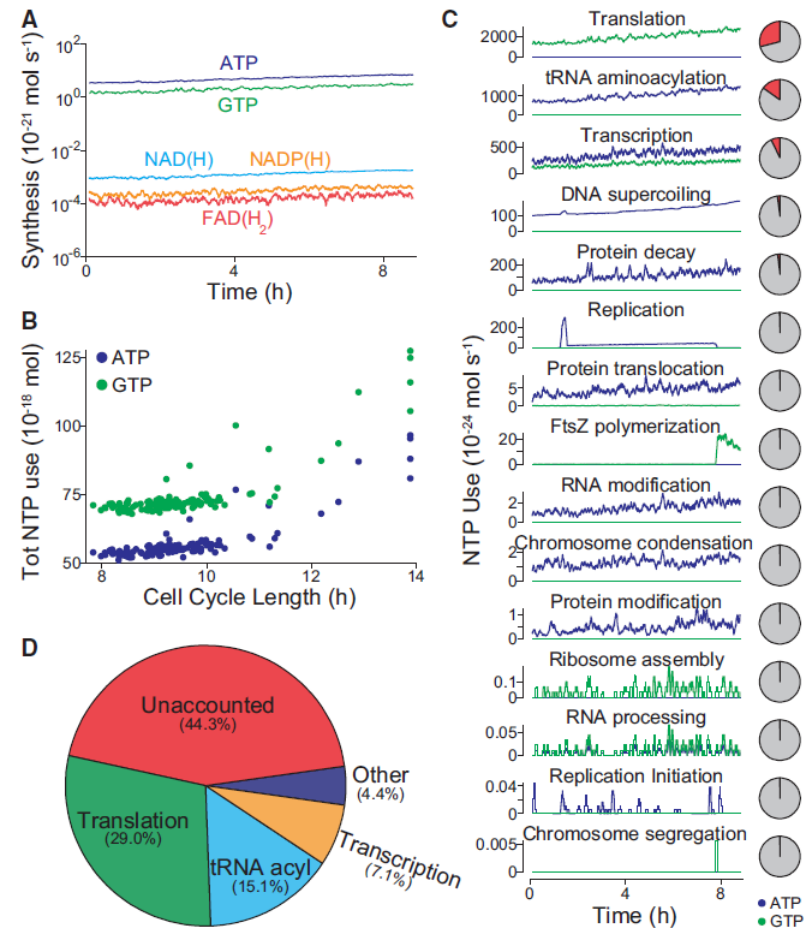 A
10²
10⁰
10⁻²
10⁻⁴
10⁻⁶
Synthesis (10⁻²¹ mol s⁻¹)
ATP
GTP
NAD(H)
NADP(H)
FAD(H₂)
0
4
8
Time (h)
B
125
100
75
50
Tot NTP use (10⁻¹⁸ mol)
ATP
GTP
8
10
12
14
Cell Cycle Length (h)
C
NTP Use (10⁻²⁴ mol s⁻¹)
Translation
2000
0
tRNA aminoacylation
1000
0
Transcription
500
0
DNA supercoiling
100
0
Protein decay
200
0
Replication
200
0
Protein translocation
5
0
FtsZ polymerization
20
0
RNA modification
2
0
Chromosome condensation
2
0
Protein modification
1
0
Ribosome assembly
0.1
0
RNA processing
0.05
0
Replication Initiation
0.04
0
Chromosome segregation
0.005
0
0
4
8
Time (h)
ATP
GTP
D
Unaccounted
(44.3%)
Other
(4.4%)
Translation
(29.0%)
Transcription
(7.1%)
tRNA acyl
(15.1%)